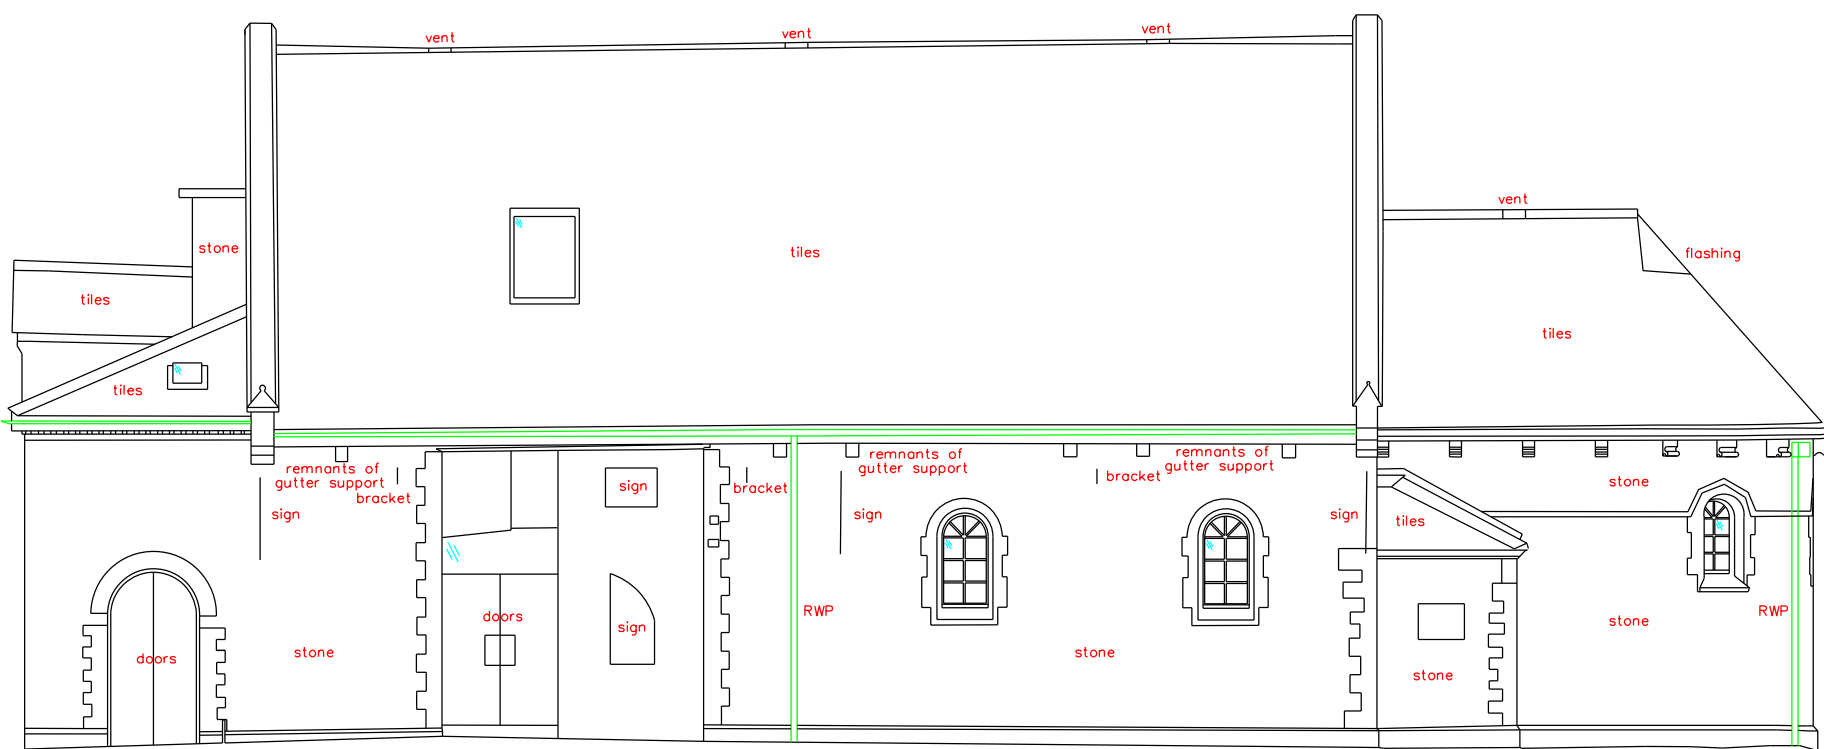 vent
vent
vent
vent
stone
tiles
flashing
tiles
tiles
tiles
remnants of
gutter support
bracket
sign
sign
bracket
remnants of
gutter support
sign
bracket
remnants of
gutter support
sign
tiles
stone
doors
sign
RWP
RWP
stone
doors
stone
stone
stone